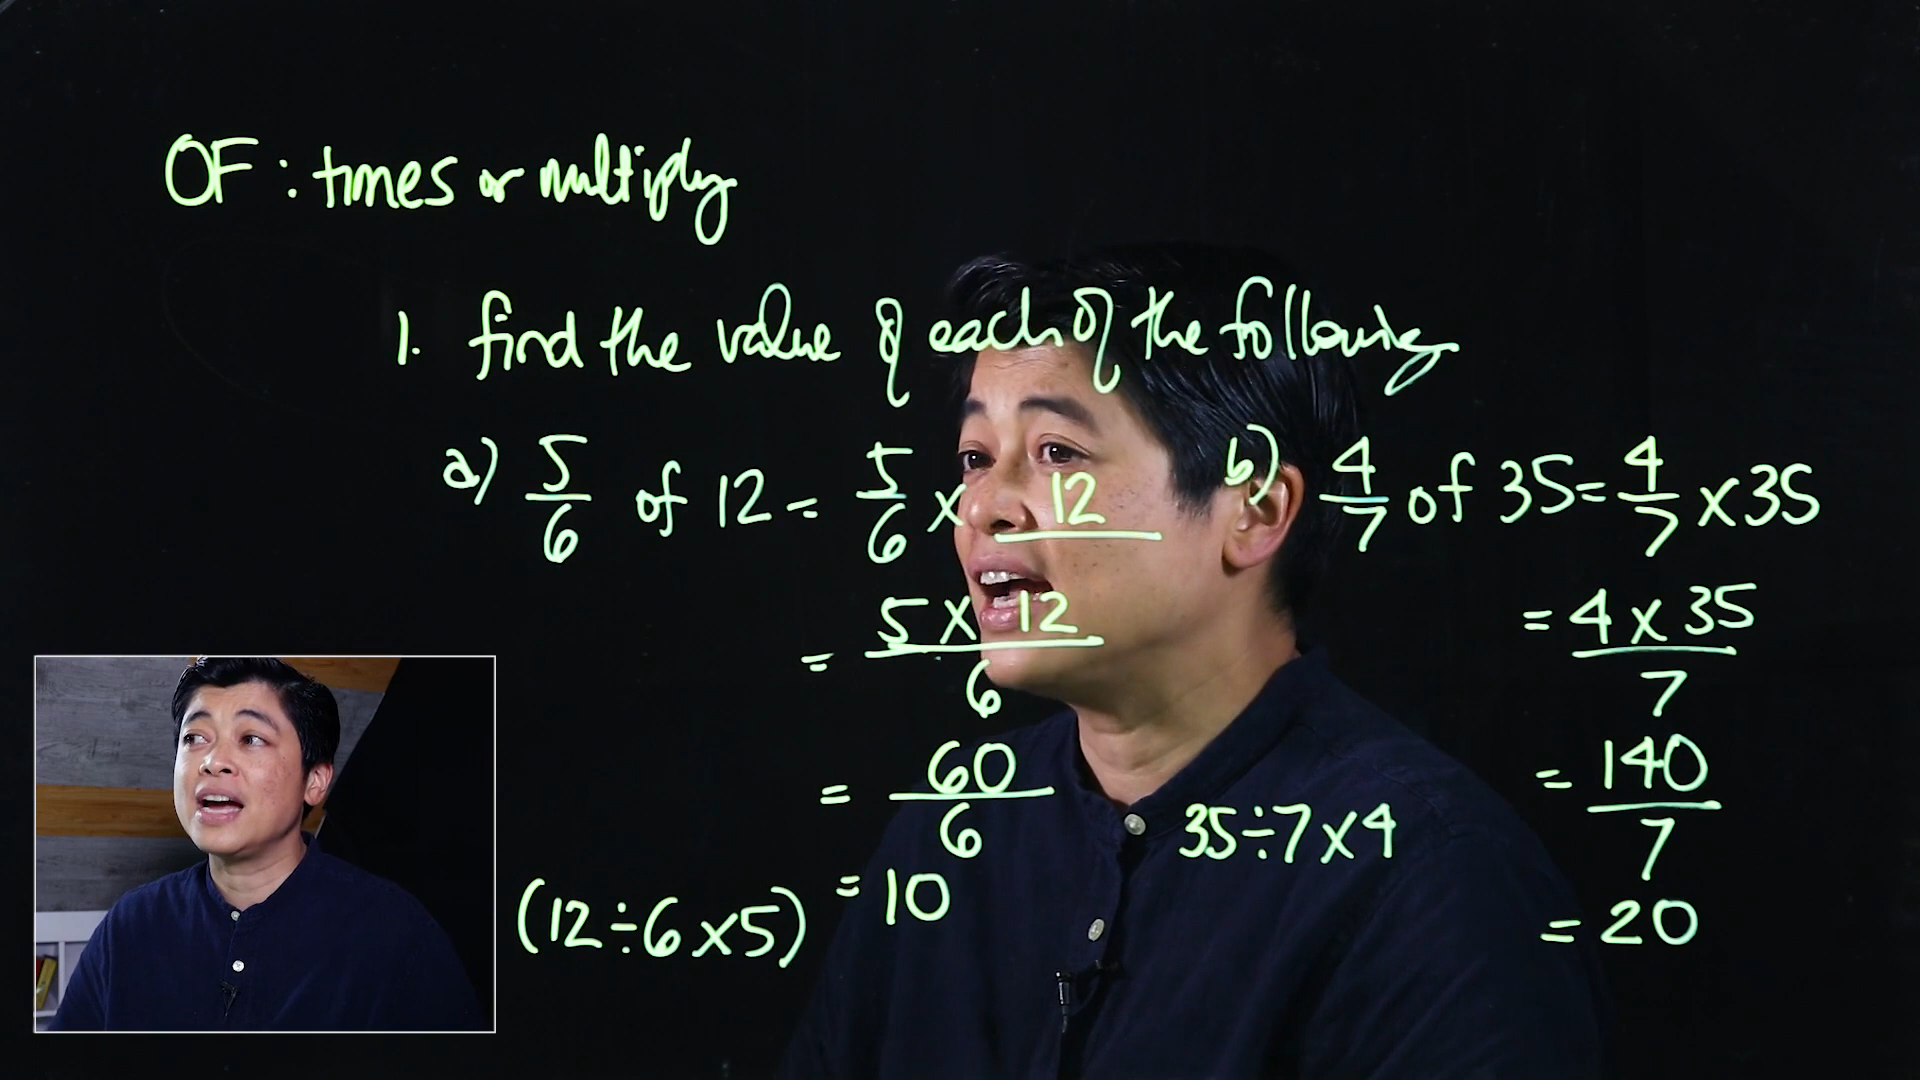 OF : times or multiply
1. find the value of each of the following
a) 5/6 of 12 = 5/6 × 12
= 5 × 12 / 6
= 60/6
= 10
(12 ÷ 6 × 5)
b) 4/7 of 35 = 4/7 × 35
= 4 × 35 / 7
= 140/7
= 20
35 ÷ 7 × 4